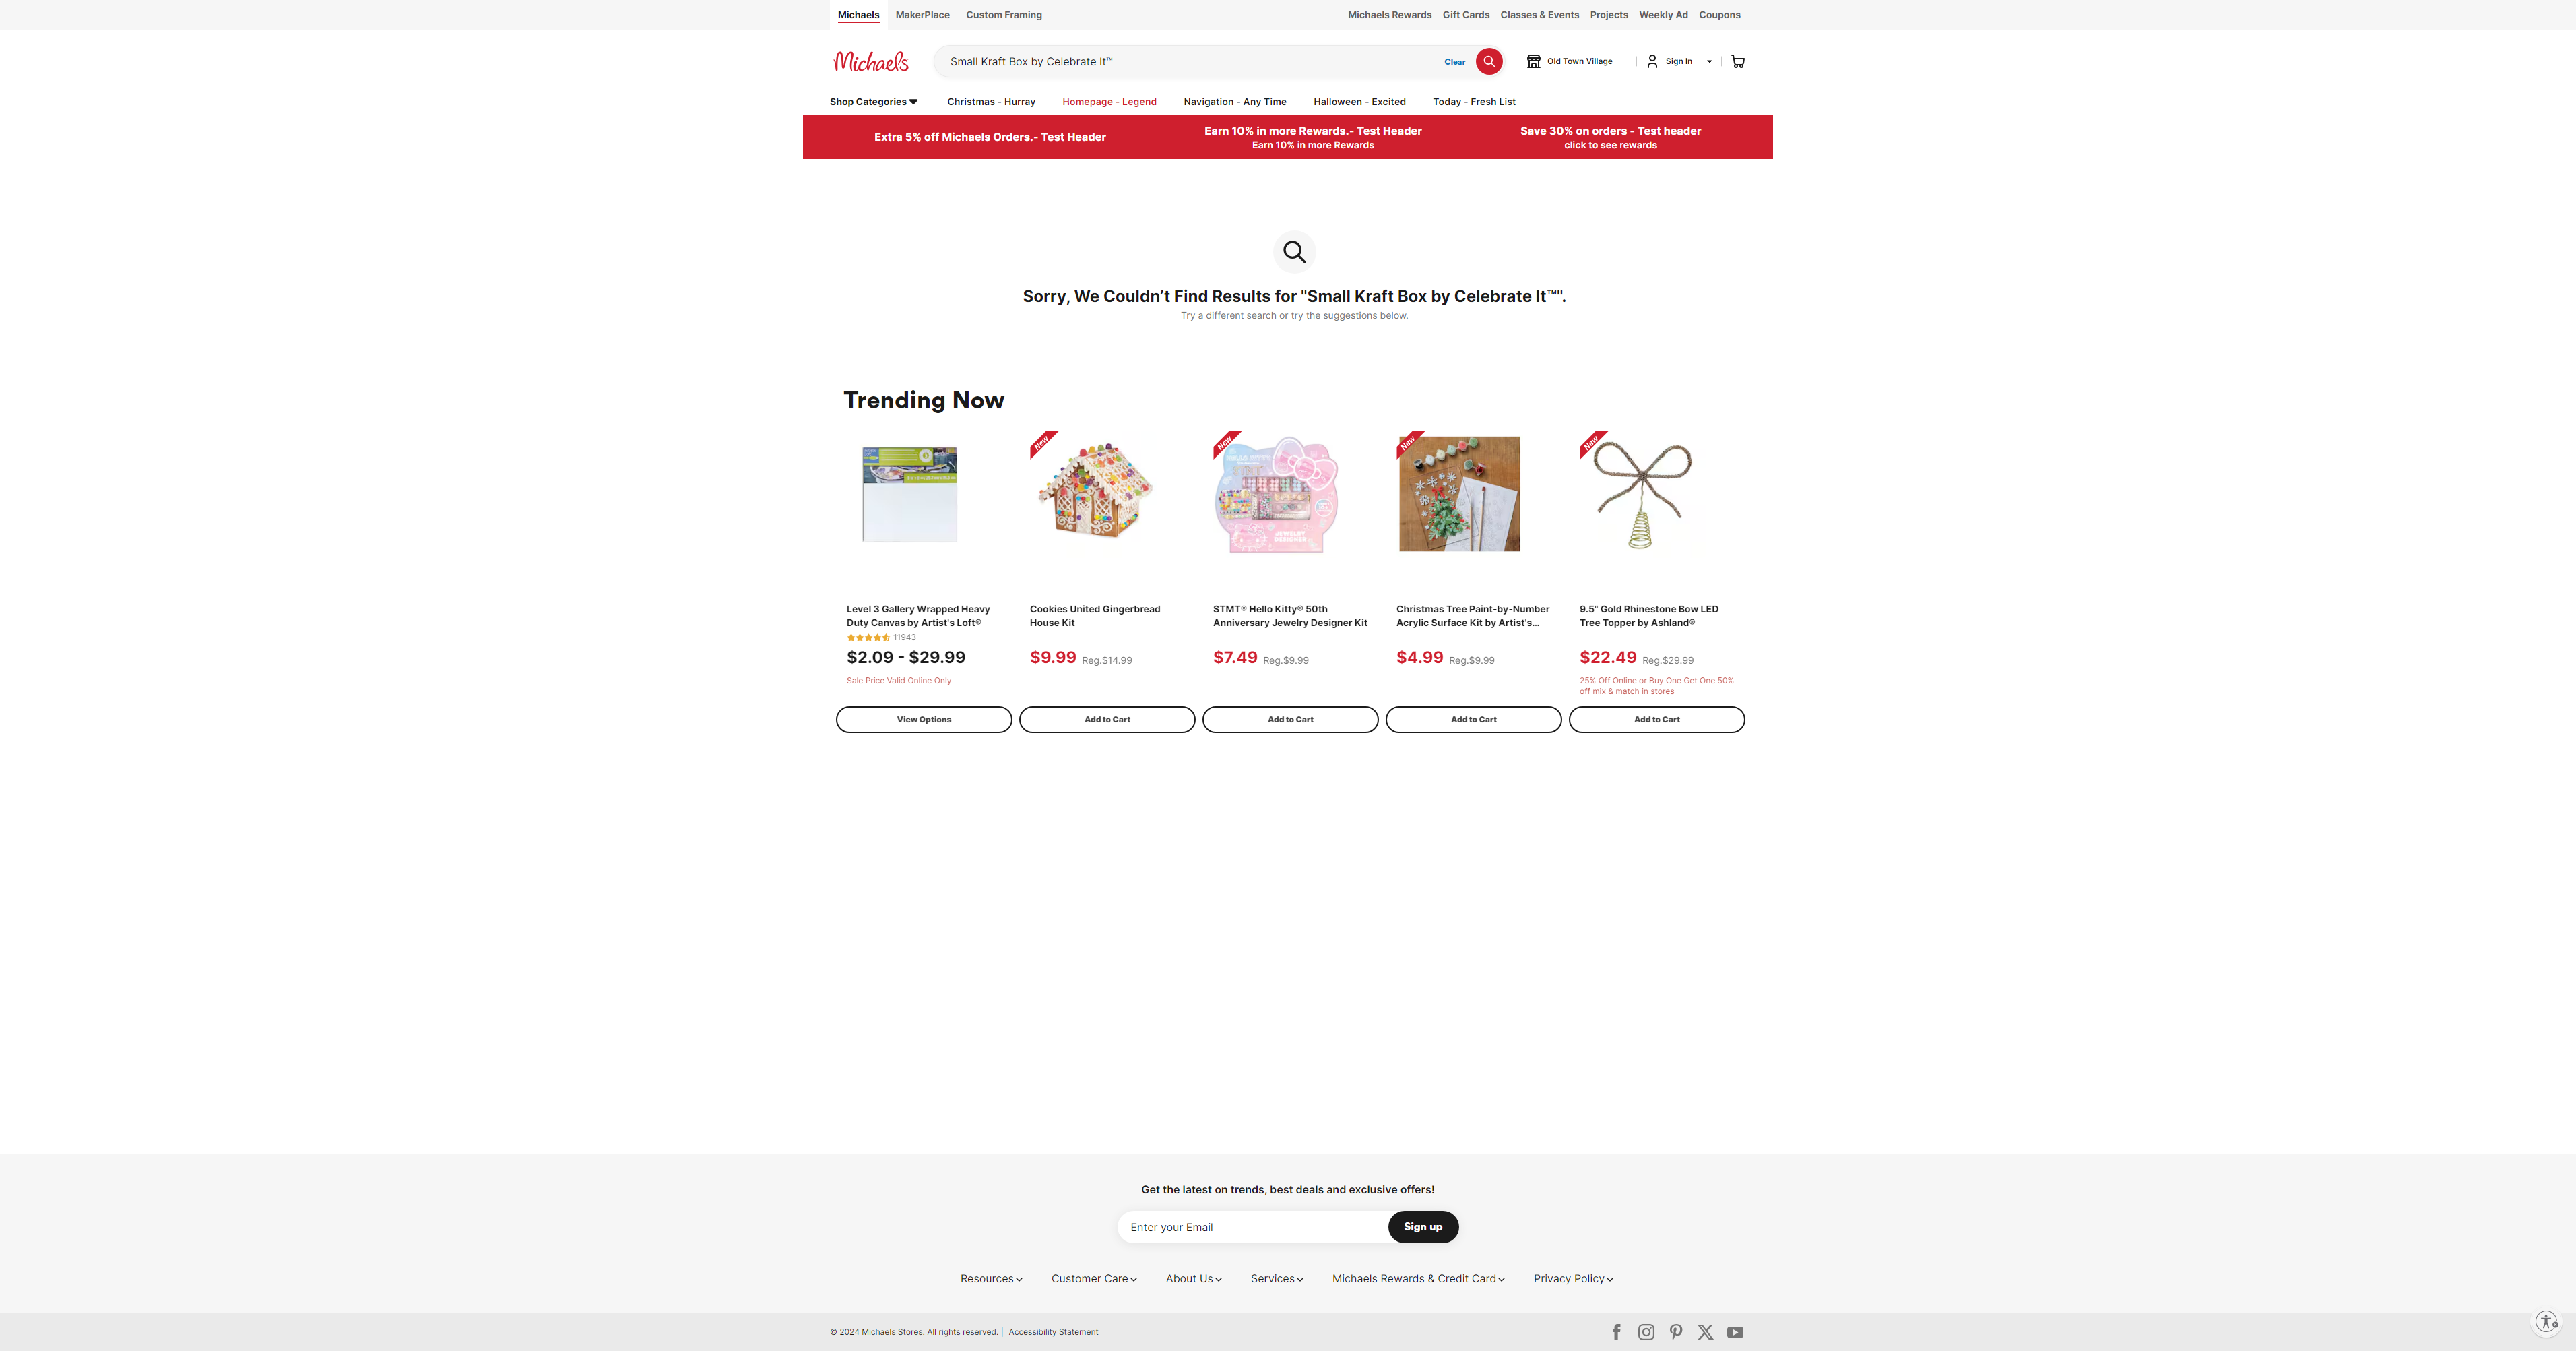 Michaels MakerPlace Custom Framing Michaels Rewards Gift Cards Classes & Events Projects Weekly Ad Coupons
Michaels Small Kraft Box by Celebrate It™ Clear Old Town Village | Sign In |
Shop Categories Christmas - Hurray Homepage - Legend Navigation - Any Time Halloween - Excited Today - Fresh List
Extra 5% off Michaels Orders.- Test Header
Earn 10% in more Rewards.- Test Header
Earn 10% in more Rewards
Save 30% on orders - Test header
click to see rewards
Sorry, We Couldn’t Find Results for "Small Kraft Box by Celebrate It™".
Try a different search or try the suggestions below.
Trending Now
Level 3 Gallery Wrapped Heavy
Duty Canvas by Artist's Loft®
11943
$2.09 - $29.99
Sale Price Valid Online Only
View Options
New
Cookies United Gingerbread
House Kit
$9.99 Reg.$14.99
Add to Cart
New
HELLO KITTY
JEWELRY
DESIGNER
STMT® Hello Kitty® 50th
Anniversary Jewelry Designer Kit
$7.49 Reg.$9.99
Add to Cart
New
Christmas Tree Paint-by-Number
Acrylic Surface Kit by Artist's...
$4.99 Reg.$9.99
Add to Cart
New
9.5" Gold Rhinestone Bow LED
Tree Topper by Ashland®
$22.49 Reg.$29.99
25% Off Online or Buy One Get One 50%
off mix & match in stores
Add to Cart
Get the latest on trends, best deals and exclusive offers!
Enter your Email Sign up
Resources Customer Care About Us Services Michaels Rewards & Credit Card Privacy Policy
© 2024 Michaels Stores. All rights reserved. | Accessibility Statement